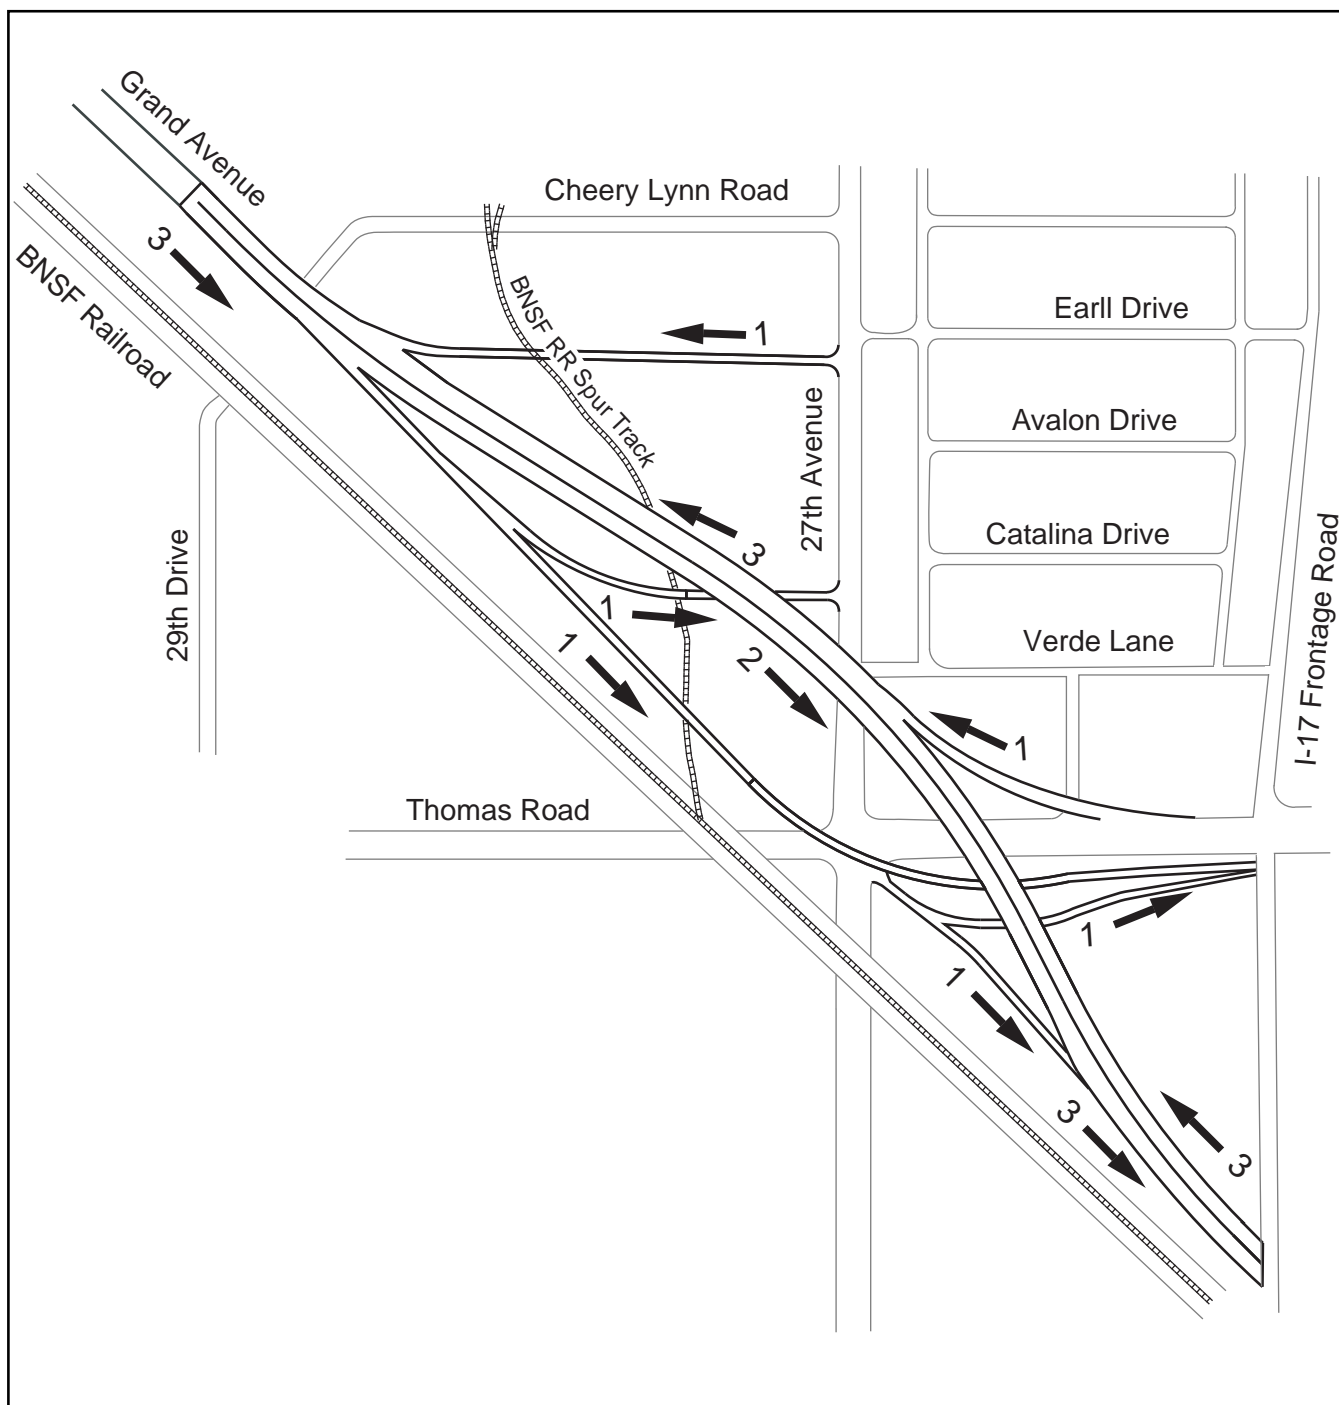 Grand Avenue
Cheery Lynn Road
3
BNSF Railroad
BNSF RR Spur Track
1
Earll Drive
27th Avenue
Avalon Drive
3
Catalina Drive
I-17 Frontage Road
29th Drive
1
1
2
Verde Lane
1
Thomas Road
1
1
3
3